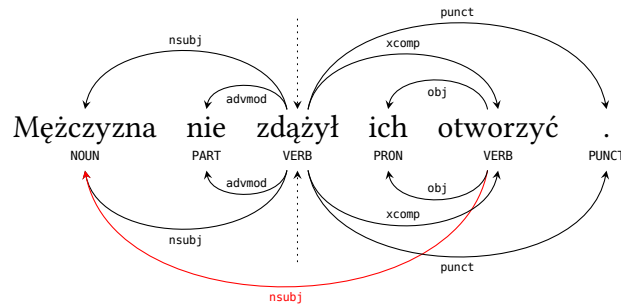 punct
nsubj xcomp
advmod obj
Mężczyzna nie zdążył ich otworzyć .
NOUN PART VERB PRON VERB PUNCT
advmod obj
nsubj xcomp
punct
nsubj